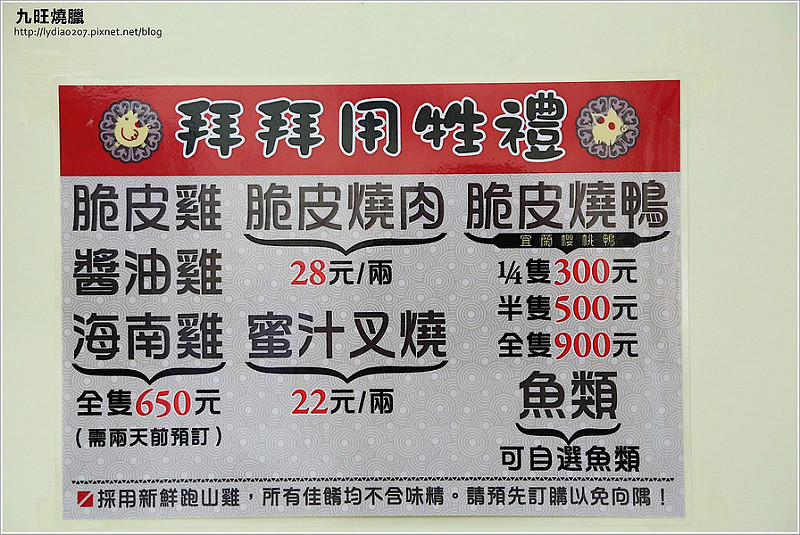 九旺燒臘
http://lydia0207.pixnet.net/blog
拜拜用牲禮
脆皮雞
醬油雞
海南雞
全隻650元
(需兩天前預訂)
脆皮燒肉
28元/兩
蜜汁叉燒
22元/兩
脆皮燒鴨
宜蘭櫻桃鴨
1/4隻300元
半隻500元
全隻900元
魚類
可自選魚類
採用新鮮跑山雞，所有佳餚均不含味精。請預先訂購以免向隅！